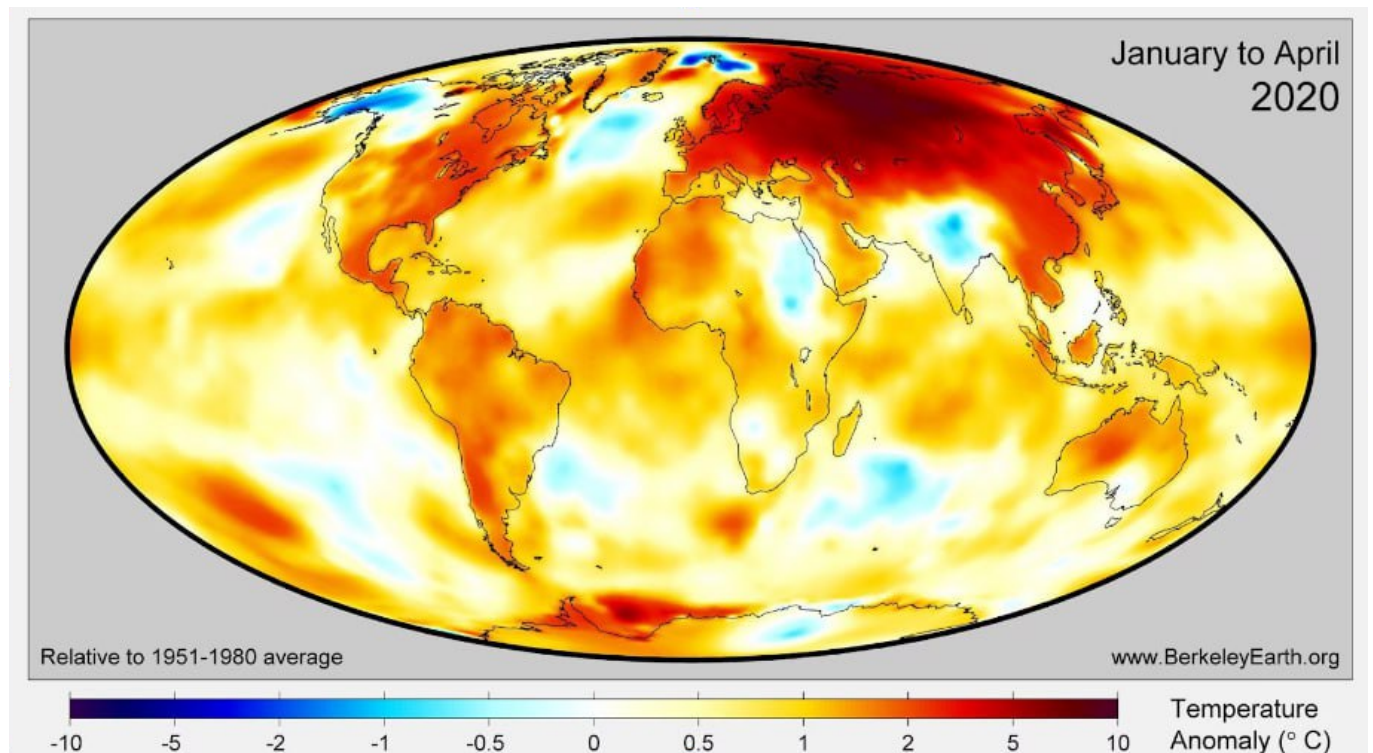 January to April
2020
Relative to 1951-1980 average
www.BerkeleyEarth.org
-10 -5 -2 -1 -0.5 0 0.5 1 2 5 10
Temperature
Anomaly (° C)